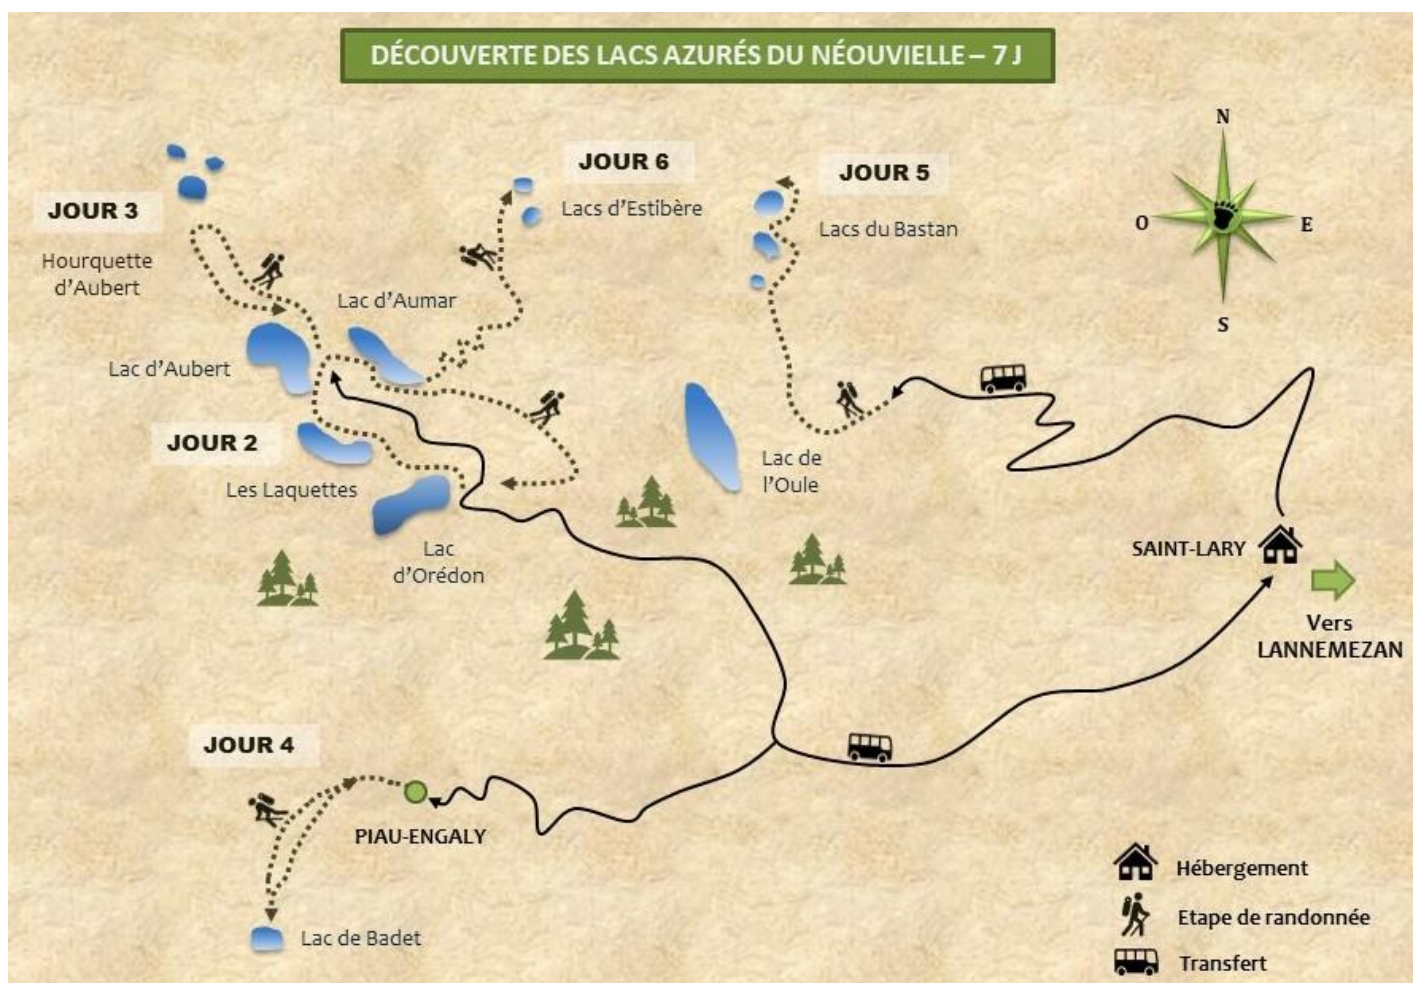 DÉCOUVERTE DES LACS AZURÉS DU NÉOUVIELLE – 7 J
N
O
E
S
JOUR 6
Lacs d'Estibère
JOUR 5
Lacs du Bastan
JOUR 3
Hourquette
d'Aubert
Lac d'Aumar
Lac d'Aubert
JOUR 2
Les Laquettes
Lac
d'Orédon
Lac de
l'Oule
SAINT-LARY
Vers
LANNEMEZAN
JOUR 4
PIAU-ENGALY
Lac de Badet
Hébergement
Etape de randonnée
Transfert